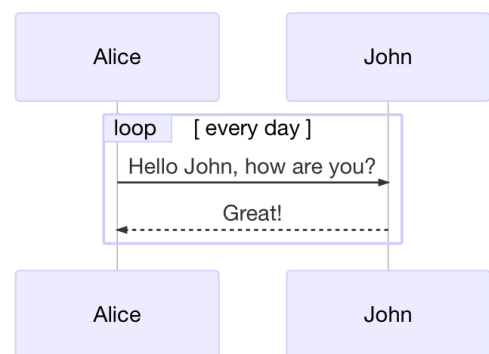 Alice
John
loop
[ every day ]
Hello John, how are you?
Great!
Alice
John